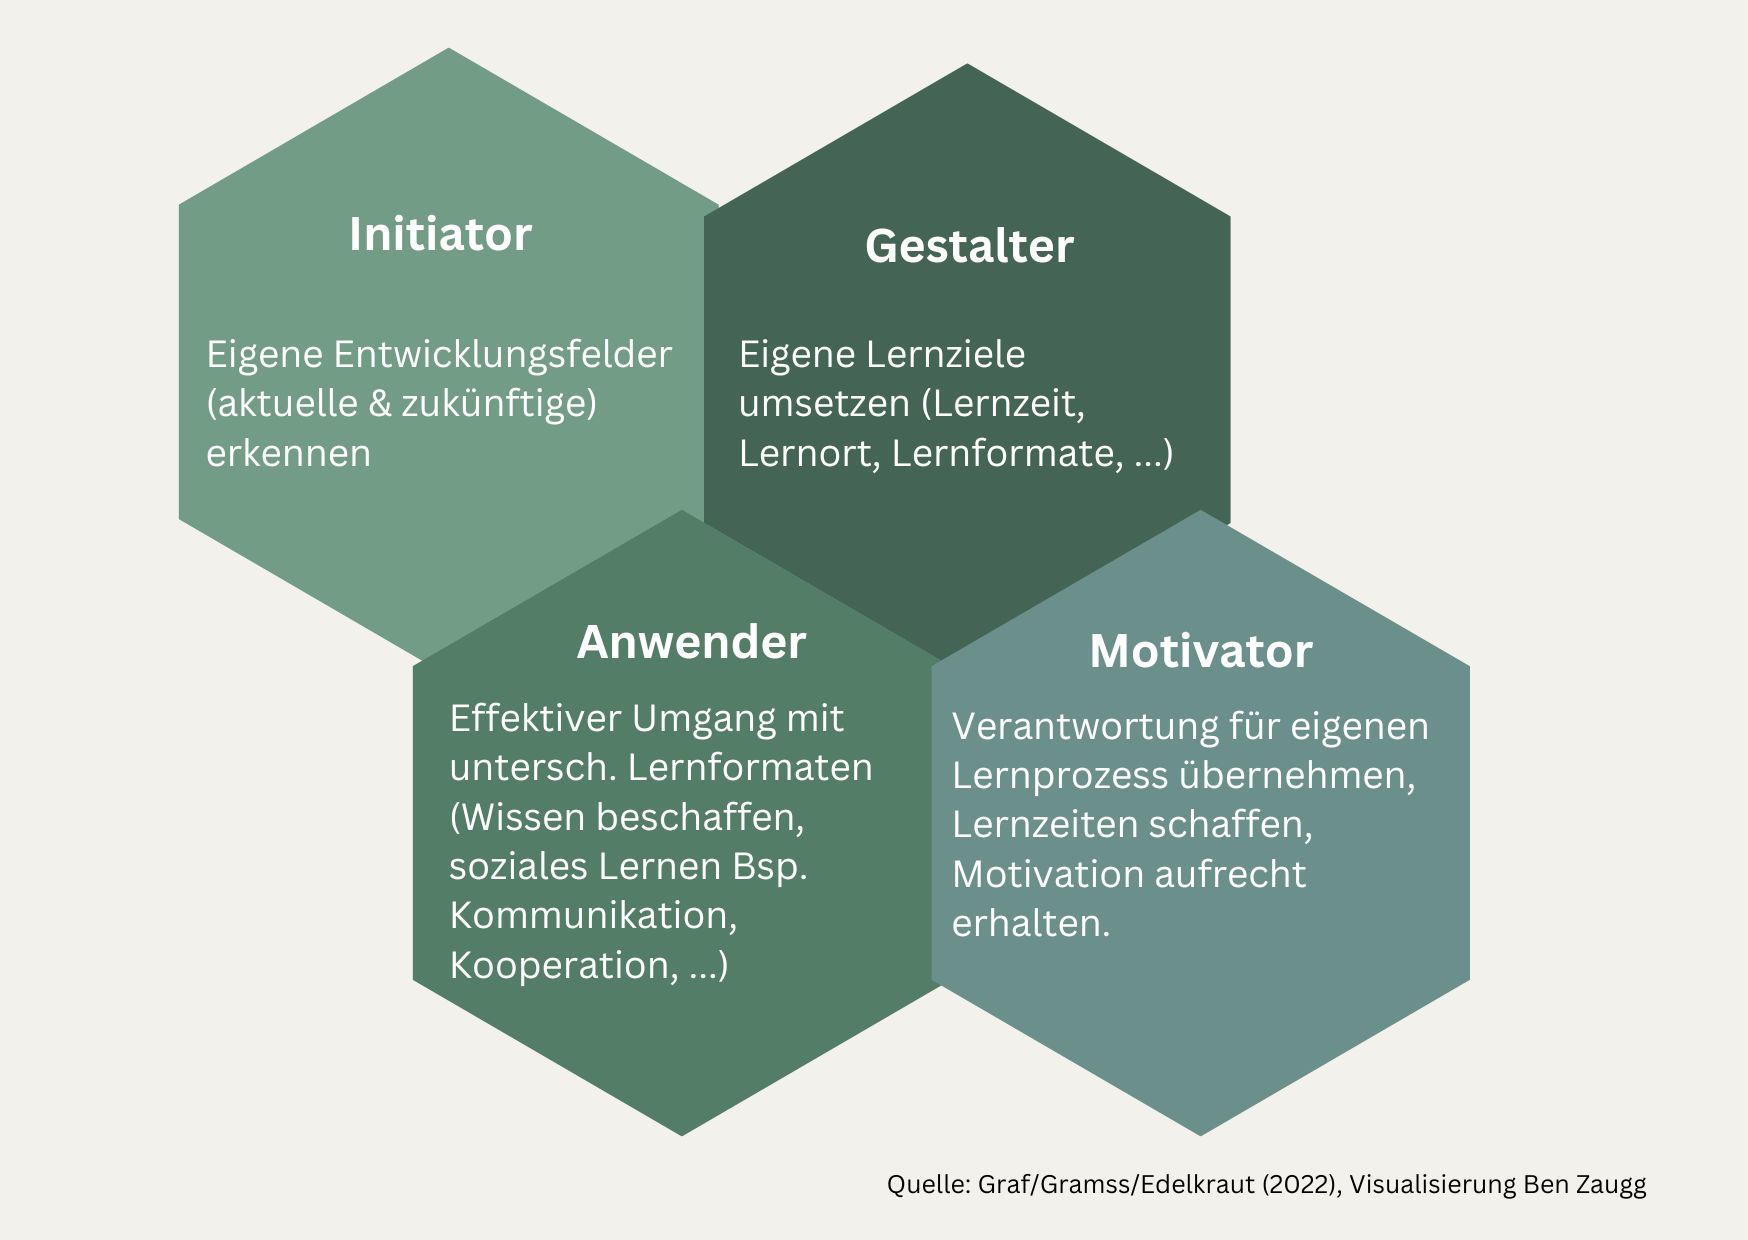 Initiator
Eigene Entwicklungsfelder
(aktuelle & zukünftige)
erkennen
Gestalter
Eigene Lernziele
umsetzen (Lernzeit,
Lernort, Lernformate, ...)
Anwender
Effektiver Umgang mit
untersch. Lernformaten
(Wissen beschaffen,
soziales Lernen Bsp.
Kommunikation,
Kooperation, ...)
Motivator
Verantwortung für eigenen
Lernprozess übernehmen,
Lernzeiten schaffen,
Motivation aufrecht
erhalten.
Quelle: Graf/Gramss/Edelkraut (2022), Visualisierung Ben Zaugg